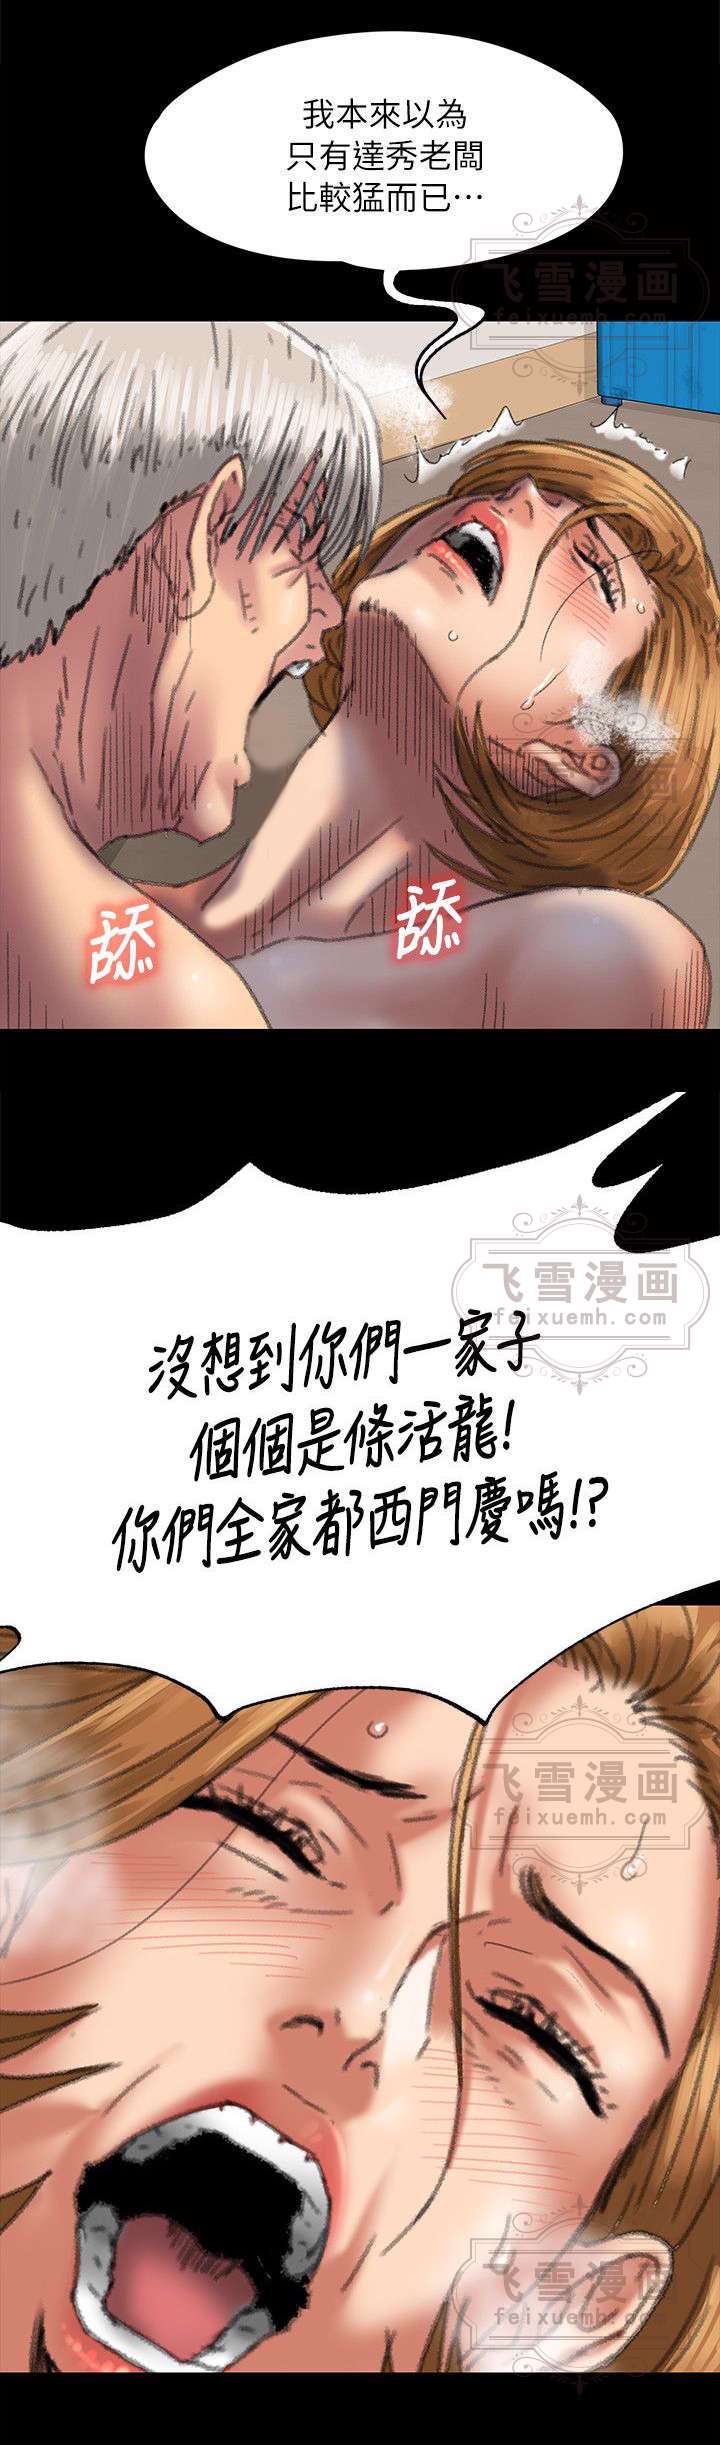 我本來以為
只有達秀老闆
比較猛而已…
飞雪漫画
feixuemh.com
舔
舔
飞雪漫画
feixuemh.com
沒想到你們一家子
個個是條活龍!
你們全家都西門慶嗎!?
飞雪漫画
feixuemh.com
飞雪漫画
feixuemh.com